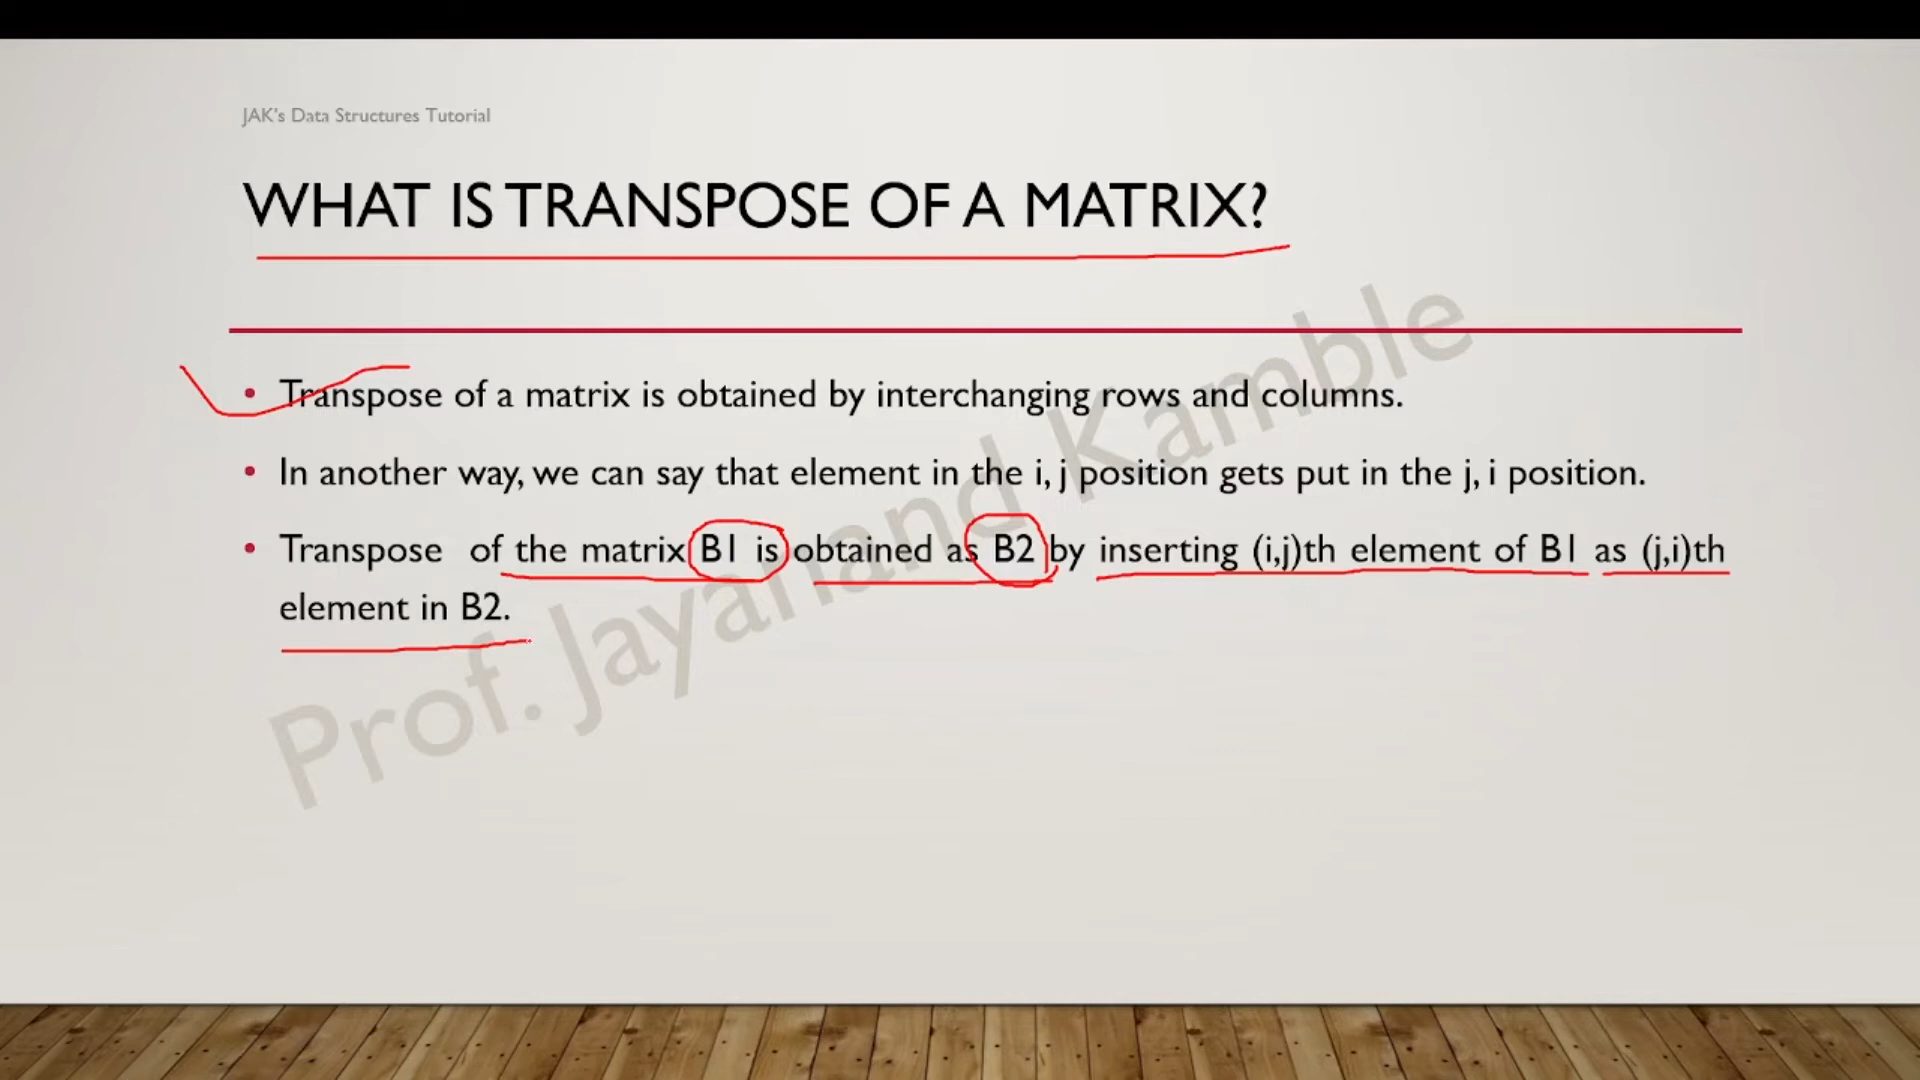 JAK's Data Structures Tutorial
WHAT IS TRANSPOSE OF A MATRIX?
• Transpose of a matrix is obtained by interchanging rows and columns.
• In another way, we can say that element in the i, j position gets put in the j, i position.
• Transpose of the matrix B1 is obtained as B2 by inserting (i,j)th element of B1 as (j,i)th
element in B2.
Prof. Jayanand Kamble